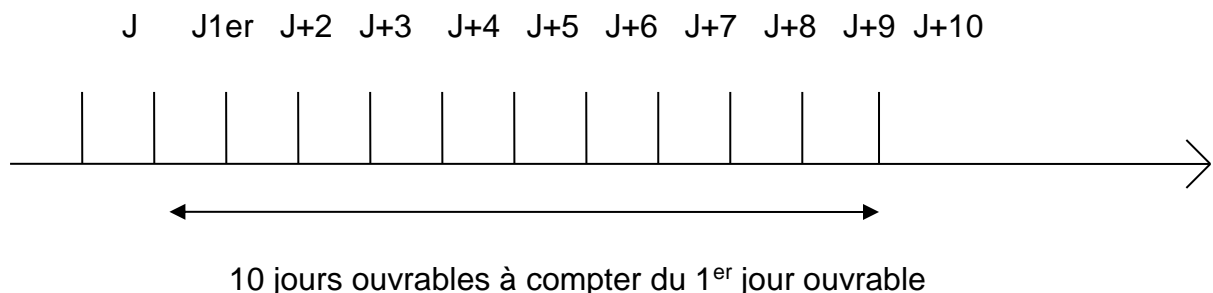 J J1er J+2 J+3 J+4 J+5 J+6 J+7 J+8 J+9 J+10
10 jours ouvrables à compter du 1er jour ouvrable